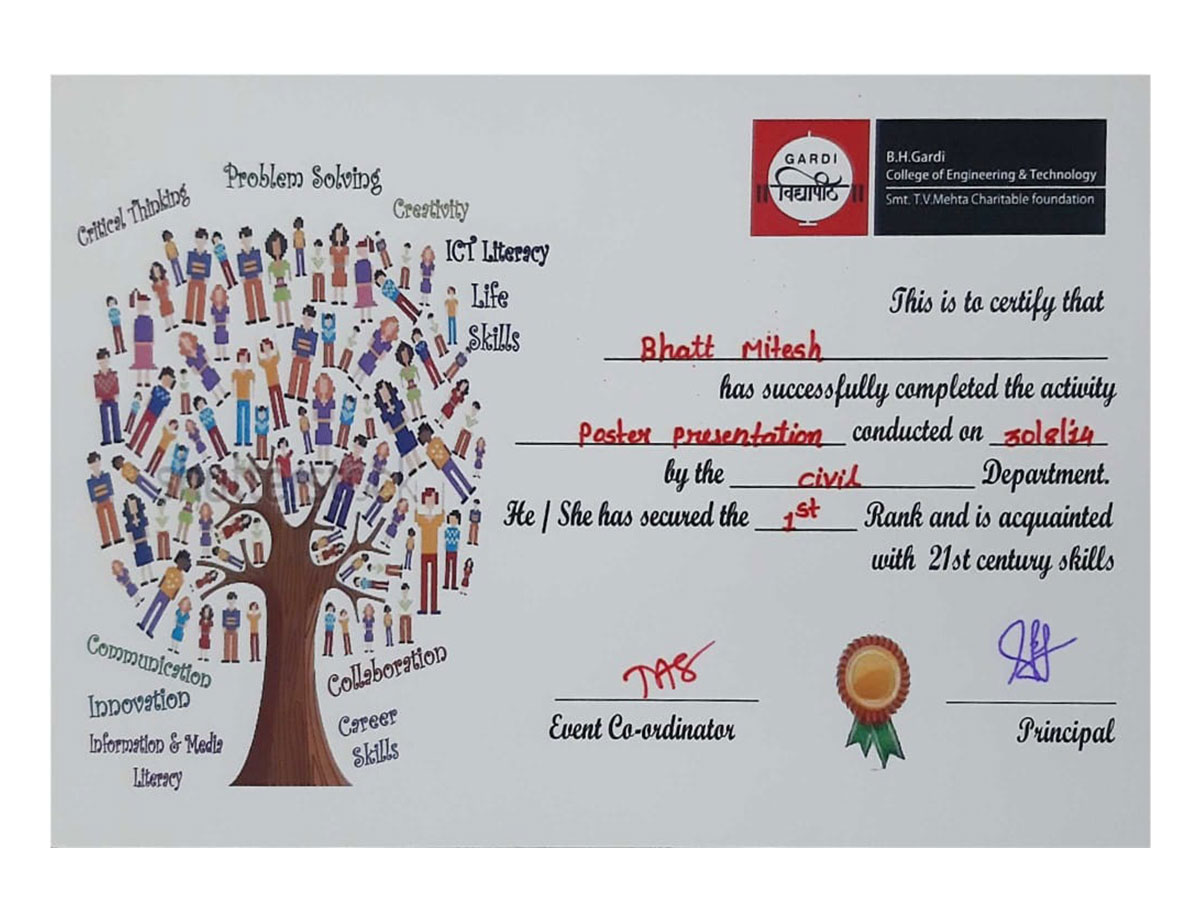 Problem Solving
Critical Thinking
Creativity
ICT Literacy
Life
Skills
Communication
Innovation
Information & Media
Literacy
Collaboration
Career
Skills
GARDI
विद्यापीठ
B.H.Gardi
College of Engineering & Technology
Smt. T.V.Mehta Charitable foundation
This is to certify that
Bhatt Mitesh
has successfully completed the activity
Poster presentation conducted on 30/8/14
by the civil Department.
He / She has secured the 1st Rank and is acquainted
with 21st century skills
Event Co-ordinator
Principal